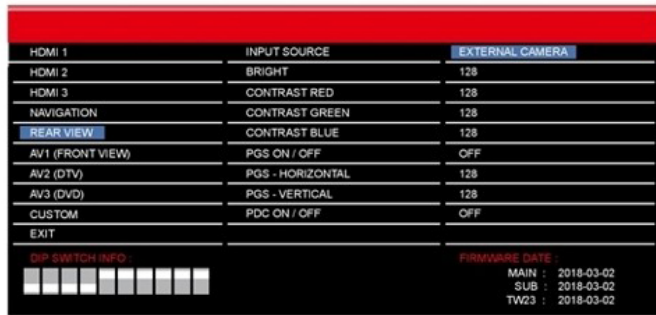 HDMI 1 INPUT SOURCE EXTERNAL CAMERA
HDMI 2 BRIGHT 128
HDMI 3 CONTRAST RED 128
NAVIGATION CONTRAST GREEN 128
REAR VIEW CONTRAST BLUE 128
AV1 (FRONT VIEW) PGS ON / OFF OFF
AV2 (DTV) PGS - HORIZONTAL 128
AV3 (DVD) PGS - VERTICAL 128
CUSTOM PDC ON / OFF OFF
EXIT
DIP SWITCH INFO : FIRMWARE DATE :
MAIN : 2018-03-02
SUB : 2018-03-02
TW23 : 2018-03-02